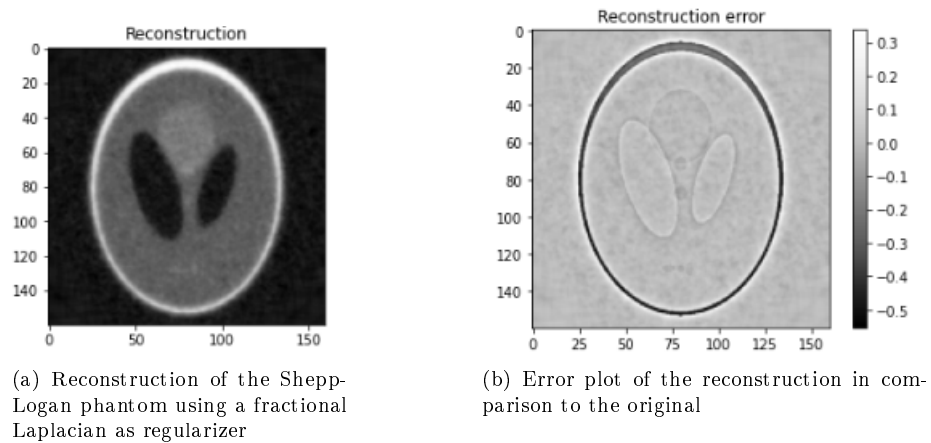 Reconstruction
0
20
40
60
80
100
120
140
0 50 100 150
(a) Reconstruction of the Shepp-
Logan phantom using a fractional
Laplacian as regularizer
Reconstruction error
0
20
40
60
80
100
120
140
0 25 50 75 100 125 150
0.3
0.2
0.1
0.0
−0.1
−0.2
−0.3
−0.4
−0.5
(b) Error plot of the reconstruction in com-
parison to the original